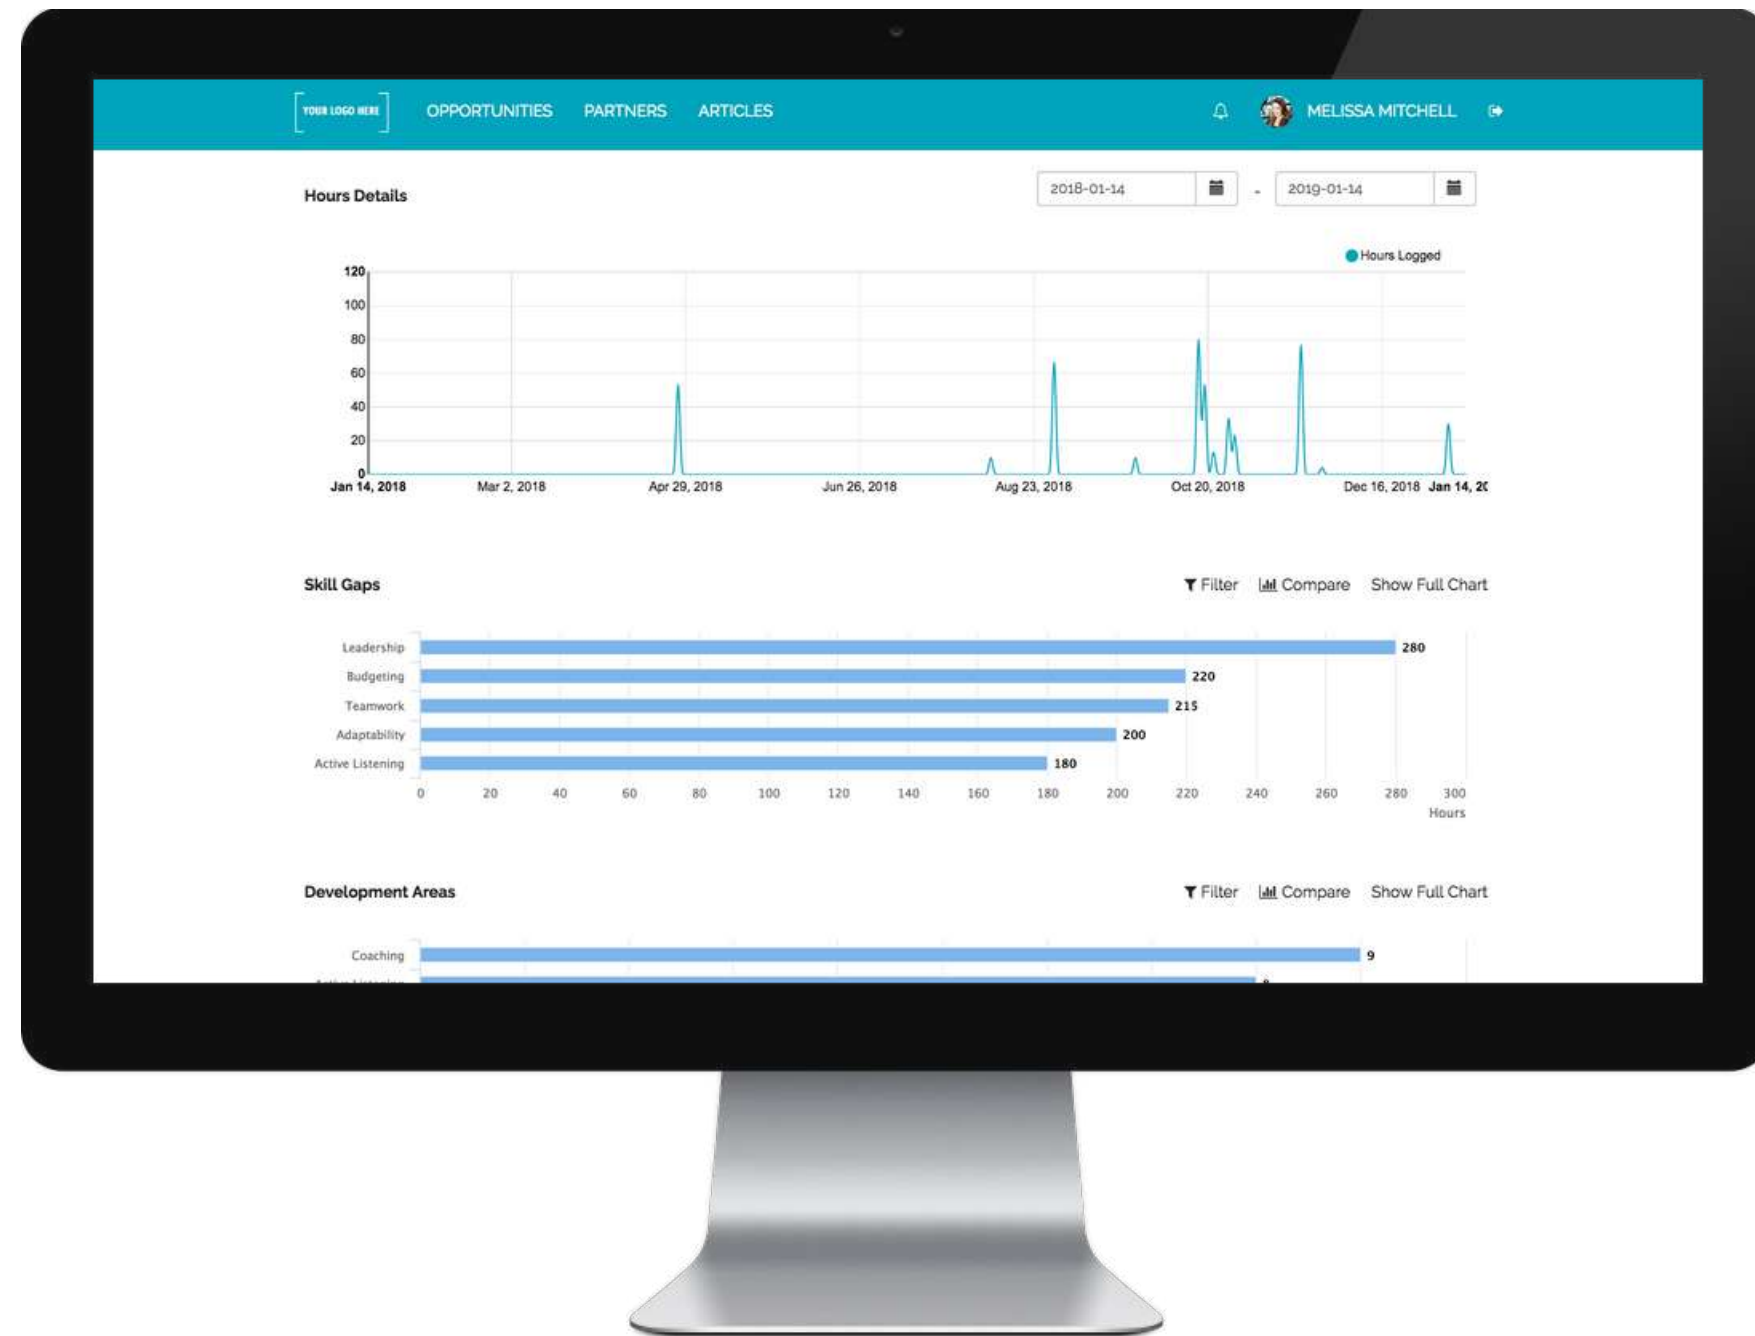 YOUR LOGO HERE OPPORTUNITIES PARTNERS ARTICLES MELISSA MITCHELL
Hours Details 2018-01-14 - 2019-01-14
Hours Logged
120
100
80
60
40
20
0
Jan 14, 2018 Mar 2, 2018 Apr 29, 2018 Jun 26, 2018 Aug 23, 2018 Oct 20, 2018 Dec 16, 2018 Jan 14, 20
Skill Gaps Filter Compare Show Full Chart
Leadership 280
Budgeting 220
Teamwork 215
Adaptability 200
Active Listening 180
0 20 40 60 80 100 120 140 160 180 200 220 240 260 280 300
Hours
Development Areas Filter Compare Show Full Chart
Coaching 9